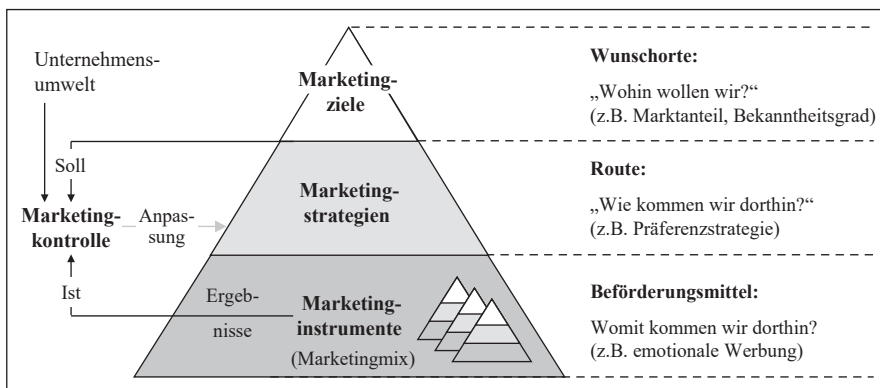 Unternehmens-
umwelt
Soll
Marketing-
kontrolle
Anpas-
sung
Ist
Ergeb-
nisse
Marketing-
ziele
Marketing-
strategien
Marketing-
instrumente
(Marketingmix)
Wunschorte:
„Wohin wollen wir?“
(z.B. Marktanteil, Bekanntheitsgrad)
Route:
„Wie kommen wir dorthin?“
(z.B. Präferenzstrategie)
Beförderungsmittel:
Womit kommen wir dorthin?
(z.B. emotionale Werbung)